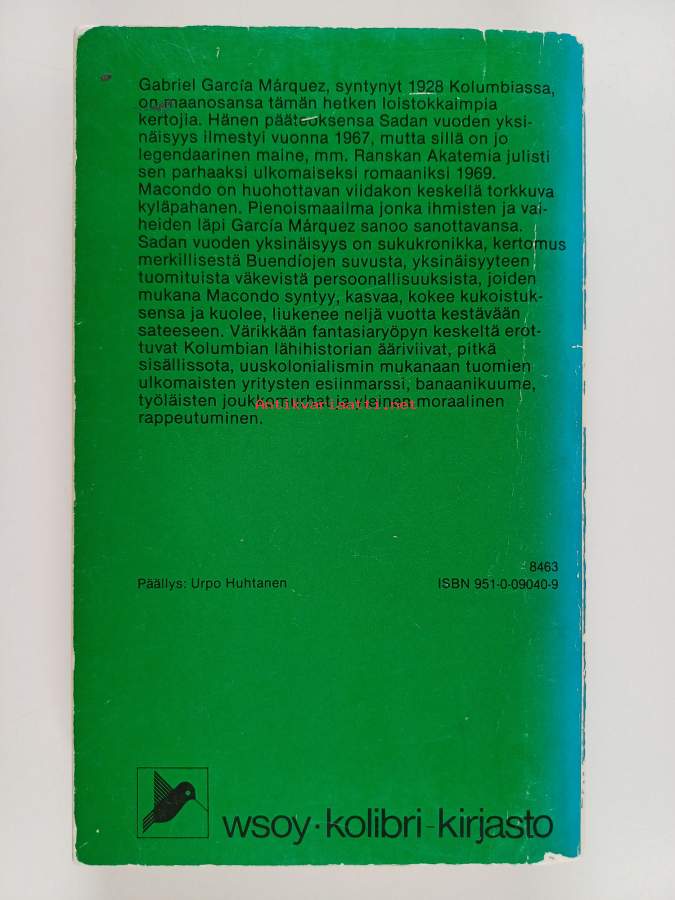 Gabriel García Márquez, syntynyt 1928 Kolumbiassa,
on maanosansa tämän hetken loistokkaimpia
kertojia. Hänen pääteoksensa Sadan vuoden yksi-
näisyys ilmestyi vuonna 1967, mutta sillä on jo
legendaarinen maine, mm. Ranskan Akatemia julisti
sen parhaaksi ulkomaiseksi romaaniksi 1969.
Macondo on huohottavan viidakon keskellä torkkuva
kyläpahanen. Pienoismaailma jonka ihmisten ja vai-
heiden läpi García Márquez sanoo sanottavansa.
Sadan vuoden yksinäisyys on sukukronikka, kertomus
merkillisestä Buendíojen suvusta, yksinäisyyteen
tuomituista väkevistä persoonallisuuksista, joiden
mukana Macondo syntyy, kasvaa, kokee kukoistuk-
sensa ja kuolee, liukenee neljä vuotta kestävään
sateeseen. Värikkään fantasiaryöpyn keskeltä erot-
tuvat Kolumbian lähihistorian ääriviivat, pitkä
sisällissota, uuskolonialismin mukanaan tuomien
ulkomaisten yritysten esiinmarssi, banaanikuume,
työläisten joukkomurhat ja yleinen moraalinen
Antikvariaatti.net
rappeutuminen.
8463
Päällys: Urpo Huhtanen ISBN 951-0-09040-9
wsoy·kolibri-kirjasto